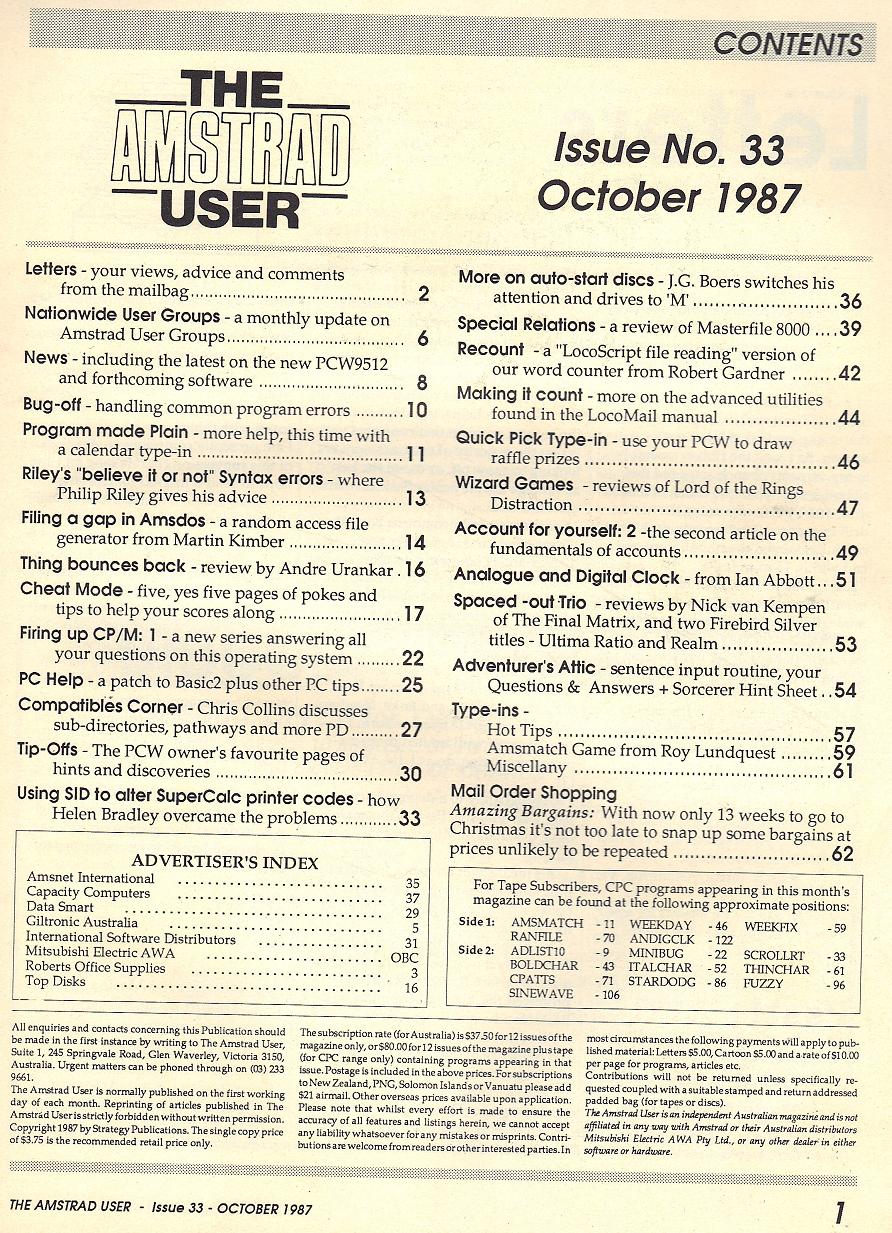 CONTENTS
THE
AMSTRAD
USER
Issue No. 33
October 1987
Letters - your views, advice and comments
from the mailbag........................................ 2
Nationwide User Groups - a monthly update on
Amstrad User Groups................................. 6
News - including the latest on the new PCW9512
and forthcoming software ........................... 8
Bug-off - handling common program errors .......... 10
Program made Plain - more help, this time with
a calendar type-in ...................................... 11
Riley's "believe it or not" Syntax errors - where
Philip Riley gives his advice ........................ 13
Filing a gap in Amsdos - a random access file
generator from Martin Kimber ..................... 14
Thing bounces back - review by Andre Urankar . 16
Cheat Mode - five, yes five pages of pokes and
tips to help your scores along ...................... 17
Firing up CP/M: 1 - a new series answering all
your questions on this operating system ........ 22
PC Help - a patch to Basic2 plus other PC tips....... 25
Compatibles Corner - Chris Collins discusses
sub-directories, pathways and more PD ......... 27
Tip-Offs - The PCW owner's favourite pages of
hints and discoveries .................................. 30
Using SID to alter SuperCalc printer codes - how
Helen Bradley overcame the problems ........... 33
More on auto-start discs - J.G. Boers switches his
attention and drives to 'M' .......................... 36
Special Relations - a review of Masterfile 8000 .... 39
Recount - a "LocoScript file reading" version of
our word counter from Robert Gardner ....... 42
Making it count - more on the advanced utilities
found in the LocoMail manual .................... 44
Quick Pick Type-in - use your PCW to draw
raffle prizes .............................................. 46
Wizard Games - reviews of Lord of the Rings
Distraction ............................................... 47
Account for yourself: 2 -the second article on the
fundamentals of accounts............................ 49
Analogue and Digital Clock - from Ian Abbott... 51
Spaced -out Trio - reviews by Nick van Kempen
of The Final Matrix, and two Firebird Silver
titles - Ultima Ratio and Realm ..................... 53
Adventurer's Attic - sentence input routine, your
Questions & Answers + Sorcerer Hint Sheet .. 54
Type-ins -
Hot Tips .................................................. 57
Amsmatch Game from Roy Lundquest ........ 59
Miscellany ............................................... 61
Mail Order Shopping
Amazing Bargains: With now only 13 weeks to go to
Christmas it's not too late to snap up some bargains at
prices unlikely to be repeated ............................ 62
ADVERTISER'S INDEX
Amsnet International .............................. 35
Capacity Computers .............................. 37
Data Smart .............................. 29
Giltronic Australia .............................. 5
International Software Distributors .................. 31
Mitsubishi Electric AWA .............................. OBC
Roberts Office Supplies .............................. 3
Top Disks .............................. 16
For Tape Subscribers, CPC programs appearing in this month's
magazine can be found at the following approximate positions:
Side 1: AMSMATCH - 11 WEEKDAY - 46 WEEKFIX - 59
RANFILE - 70 ANDIGCLK - 122
Side 2: ADLIST10 - 9 MINIBUG - 22 SCROLLRT - 33
BOLDCHAR - 43 ITALCHAR - 52 THINCHAR - 61
CPATTS - 71 STARDODG - 86 FUZZY - 96
SINEWAVE - 106
All enquiries and contacts concerning this Publication should
be made in the first instance by writing to The Amstrad User,
Suite 1, 245 Springvale Road, Glen Waverley, Victoria 3150,
Australia. Urgent matters can be phoned through on (03) 233
9661.
The Amstrad User is normally published on the first working
day of each month. Reprinting of articles published in The
Amstrad User is strictly forbidden without written permission.
Copyright 1987 by Strategy Publications. The single copy price
of $3.75 is the recommended retail price only.
The subscription rate (for Australia) is $37.50 for 12 issues of the
magazine only, or $80.00 for 12 issues of the magazine plus tape
(for CPC range only) containing programs appearing in that
issue. Postage is included in the above prices. For subscriptions
to New Zealand, PNG, Solomon Islands or Vanuatu please add
$21 airmail. Other overseas prices available upon application.
Please note that whilst every effort is made to ensure the
accuracy of all features and listings herein, we cannot accept
any liability whatsoever for any mistakes or misprints. Contri-
butions are welcome from readers or other interested parties. In
most circumstances the following payments will apply to pub-
lished material: Letters $5.00, Cartoon $5.00 and a rate of $10.00
per page for programs, articles etc.
Contributions will not be returned unless specifically re-
quested coupled with a suitable stamped and return addressed
padded bag (for tapes or discs).
The Amstrad User is an independent Australian magazine and is not
affiliated in any way with Amstrad or their Australian distributors
Mitsubishi Electric AWA Pty Ltd., or any other dealer in either
software or hardware.
THE AMSTRAD USER - Issue 33 - OCTOBER 1987
1